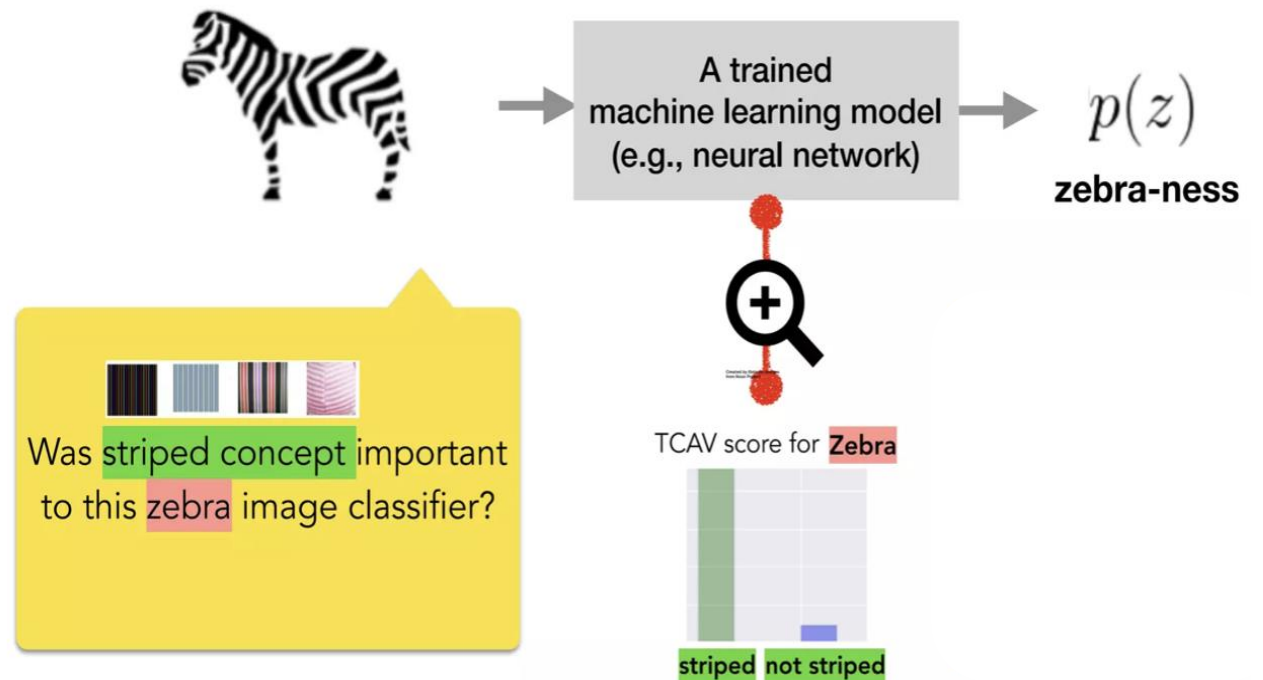 A trained
machine learning model
(e.g., neural network)
p(z)
zebra-ness
Was striped concept important
to this zebra image classifier?
TCAV score for Zebra
striped not striped